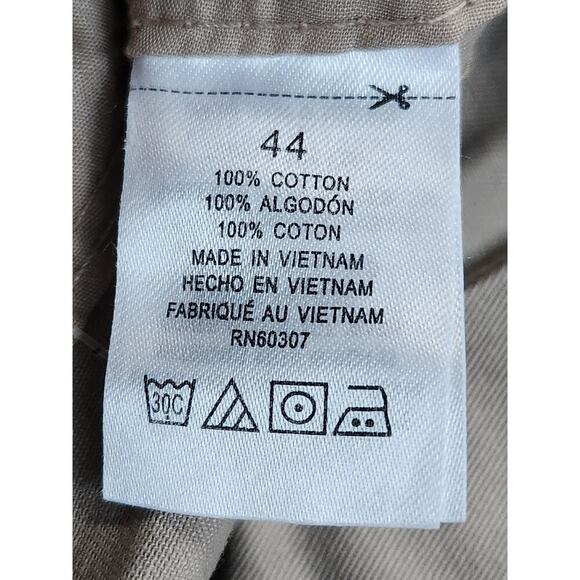 44
100% COTTON
100% ALGODÓN
100% COTON
MADE IN VIETNAM
HECHO EN VIETNAM
FABRIQUÉ AU VIETNAM
RN60307
30C